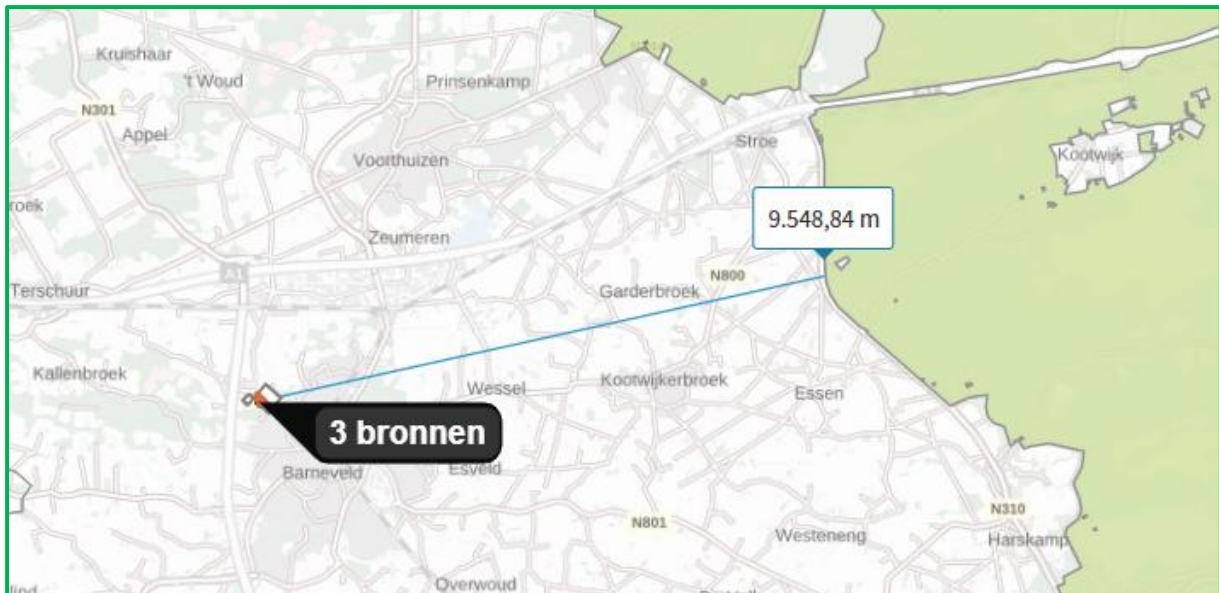 Kruishaar
't Woud
Prinsenkamp
N301
Appel
Voorthuizen
Stroe
Kootwijk
roek
9.548,84 m
Zeumeren
A1
N800
Terschuur
Garderbroek
Kallenbroek
Wessel
Kootwijkerbroek
Essen
3 bronnen
Barneveld
Esveld
N801
N310
Westeneng
Harskamp
Overwoud